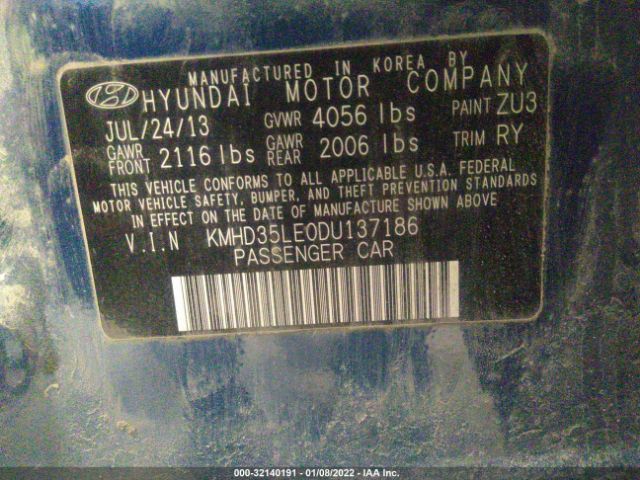 MANUFACTURED IN KOREA BY
HYUNDAI MOTOR COMPANY
JUL/24/13 GVWR 4056 lbs PAINT ZU3
GAWR FRONT 2116 lbs GAWR REAR 2006 lbs TRIM RY
THIS VEHICLE CONFORMS TO ALL APPLICABLE U.S.A. FEDERAL
MOTOR VEHICLE SAFETY, BUMPER, AND THEFT PREVENTION STANDARDS
IN EFFECT ON THE DATE OF MANUFACTURE SHOWN ABOVE
V.I.N KMHD35LE0DU137186
PASSENGER CAR
000-32140191 - 01/08/2022 - IAA Inc.